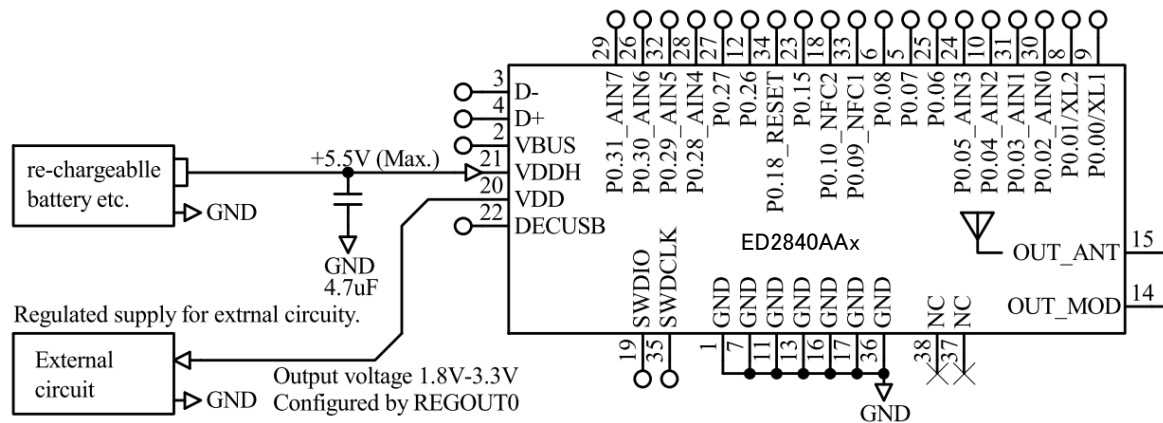 29
26
32
28
27
12
34
23
18
33
6
5
25
24
10
31
30
8
9
P0.31_AIN7
P0.30_AIN6
P0.29_AIN5
P0.28_AIN4
P0.27
P0.26
P0.18_RESET
P0.15
P0.10_NFC2
P0.09_NFC1
P0.08
P0.07
P0.06
P0.05_AIN3
P0.04_AIN2
P0.03_AIN1
P0.02_AIN0
P0.01/XL2
P0.00/XL1
3 D-
4 D+
2 VBUS
+5.5V (Max.) 21 VDDH
20 VDD
22 DECUSB
re-chargeablle
battery etc.
GND
GND
4.7uF
ED2840AAx
OUT_ANT 15
OUT_MOD 14
Regulated supply for extrnal circuity.
External
circuit
GND
Output voltage 1.8V-3.3V
Configured by REGOUT0
SWDIO
SWDCLK
GND
GND
GND
GND
GND
GND
GND
NC
NC
19
35
1
7
11
13
16
17
36
38
37
GND